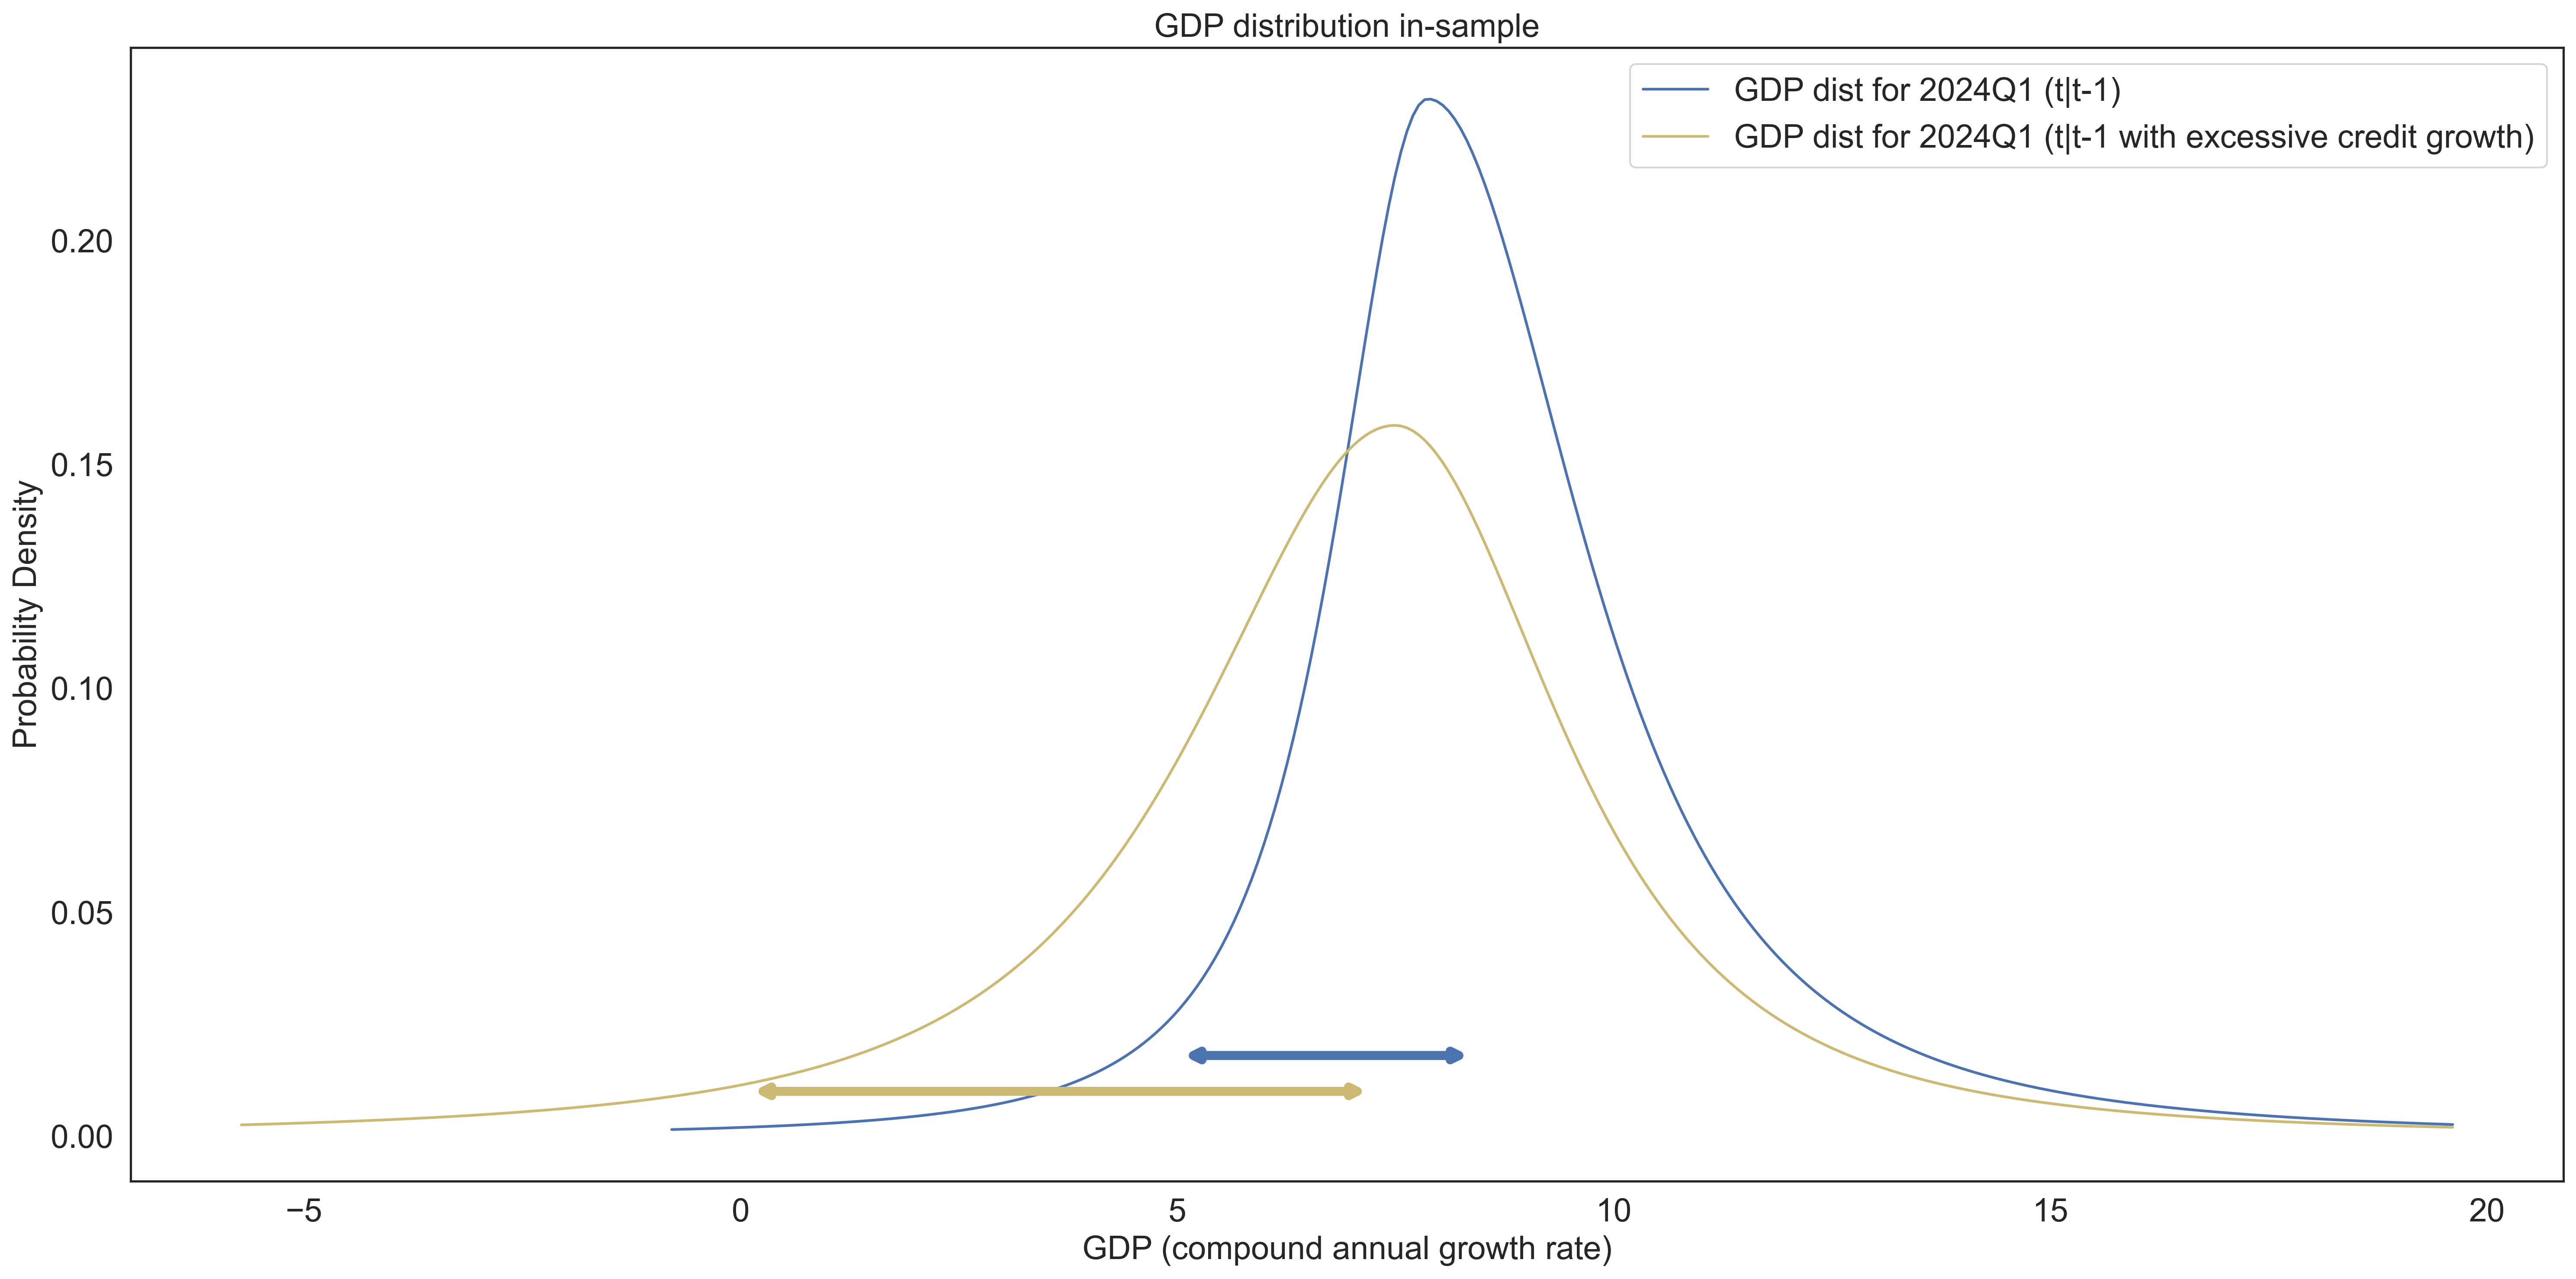 GDP distribution in-sample
GDP dist for 2024Q1 (t|t-1)
GDP dist for 2024Q1 (t|t-1 with excessive credit growth)
Probability Density
0.20
0.15
0.10
0.05
0.00
−5
0
5
10
15
20
GDP (compound annual growth rate)